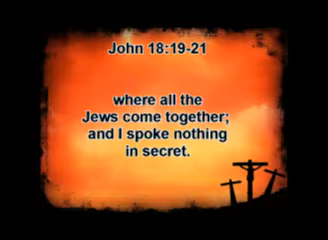 John 18:19-21
where all the
Jews come together;
and I spoke nothing
in secret.